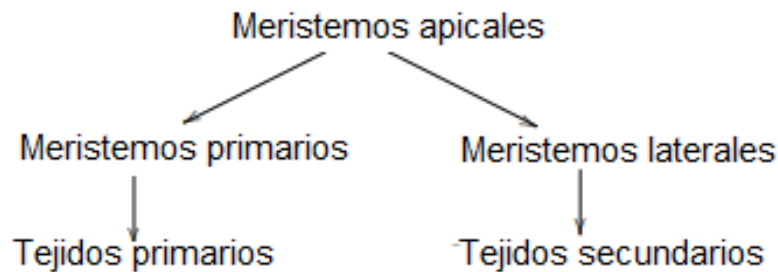 Meristemos apicales
Meristemos primarios
Meristemos laterales
Tejidos primarios
Tejidos secundarios